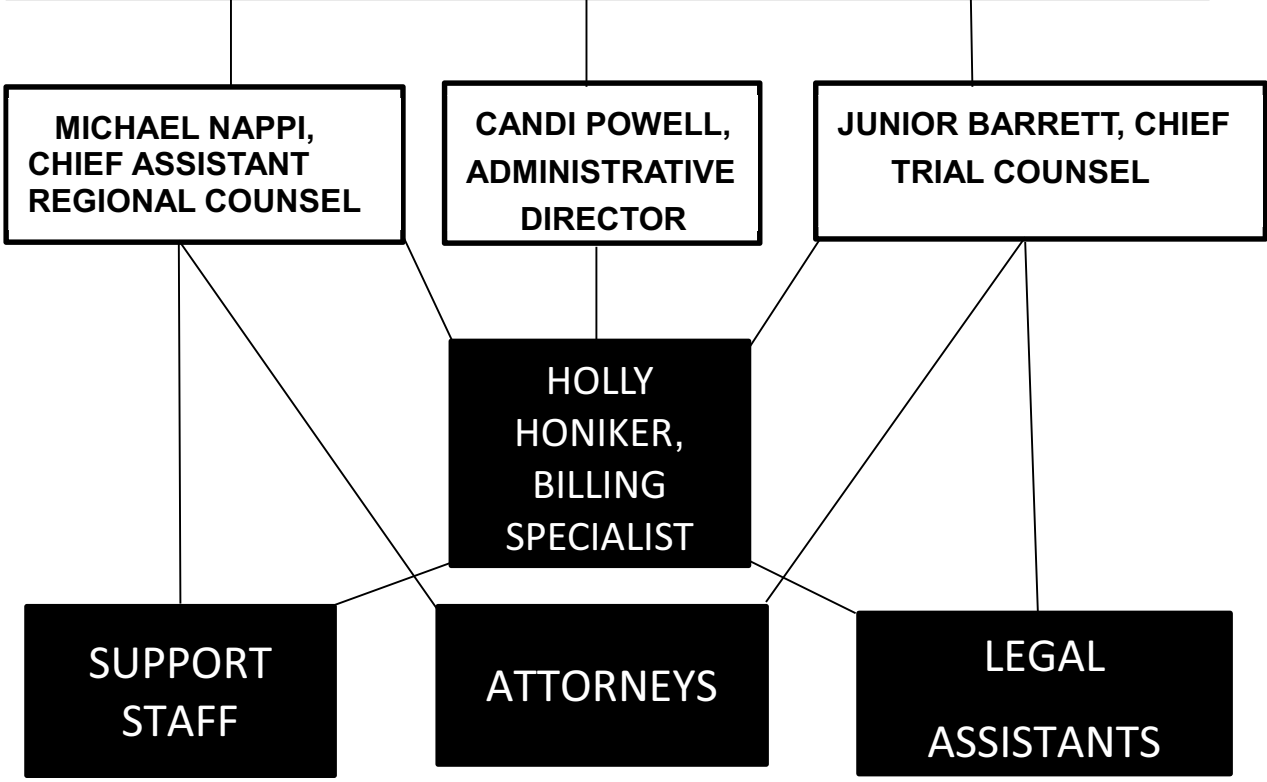 MICHAEL NAPPI,
CHIEF ASSISTANT
REGIONAL COUNSEL
CANDI POWELL,
ADMINISTRATIVE
DIRECTOR
JUNIOR BARRETT, CHIEF
TRIAL COUNSEL
HOLLY
HONIKER,
BILLING
SPECIALIST
SUPPORT
STAFF
ATTORNEYS
LEGAL
ASSISTANTS